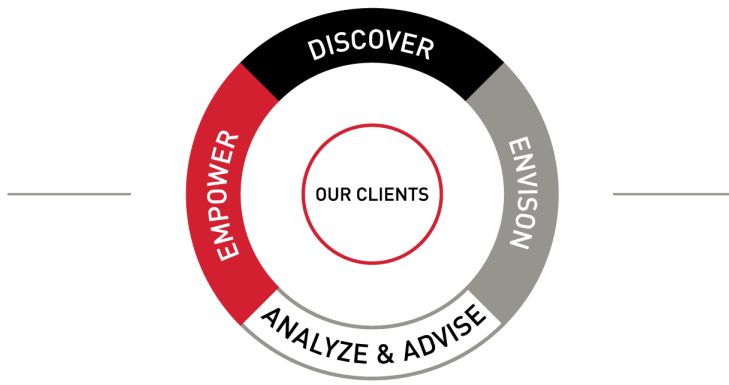 DISCOVER
ENVISON
ANALYZE & ADVISE
EMPOWER
OUR CLIENTS